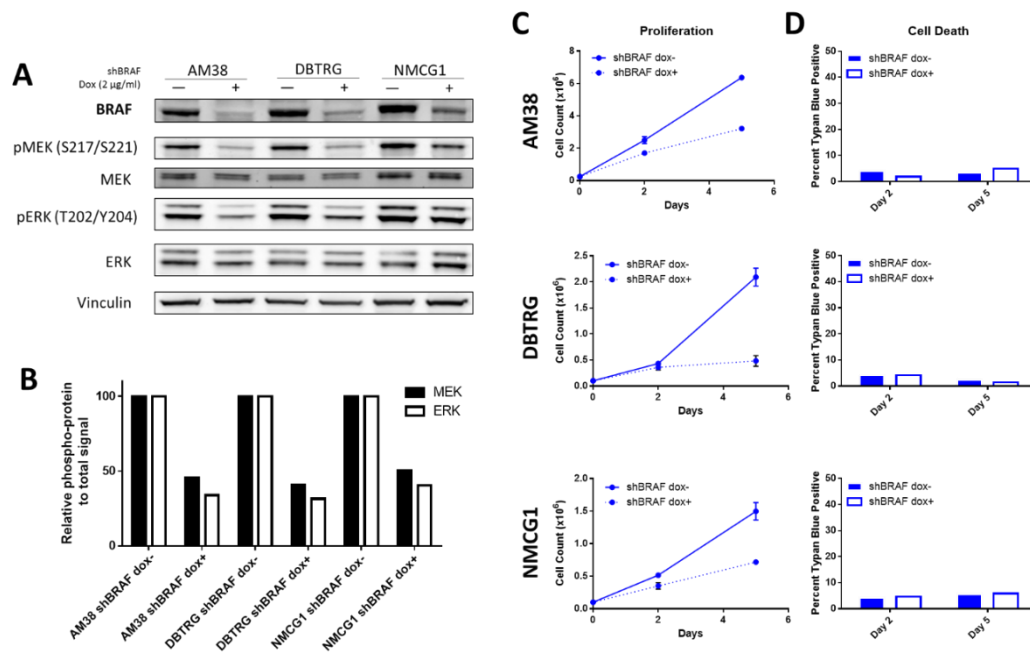 A
shBRAF
Dox (2 µg/ml)
AM38 DBTRG NMCG1
— + — + — +
BRAF
pMEK (S217/S221)
MEK
pERK (T202/Y204)
ERK
Vinculin
B
Relative phospho-protein
to total signal
100
50
0
MEK
ERK
AM38 shBRAF dox-
AM38 shBRAF dox+
DBTRG shBRAF dox-
DBTRG shBRAF dox+
NMCG1 shBRAF dox-
NMCG1 shBRAF dox+
C
Proliferation
AM38
Cell Count (x10⁶)
8
6
4
2
0
shBRAF dox-
shBRAF dox+
0 2 4 6
Days
DBTRG
Cell Count (x10⁶)
2.5
2.0
1.5
1.0
0.5
0.0
shBRAF dox-
shBRAF dox+
0 2 4 6
Days
NMCG1
Cell Count (x10⁶)
2.0
1.5
1.0
0.5
0.0
shBRAF dox-
shBRAF dox+
0 2 4 6
Days
D
Cell Death
Percent Typan Blue Positive
50
40
30
20
10
0
shBRAF dox-
shBRAF dox+
Day 2
Day 5
Percent Typan Blue Positive
50
40
30
20
10
0
shBRAF dox-
shBRAF dox+
Day 2
Day 5
Percent Typan Blue Positive
50
40
30
20
10
0
shBRAF dox-
shBRAF dox+
Day 2
Day 5